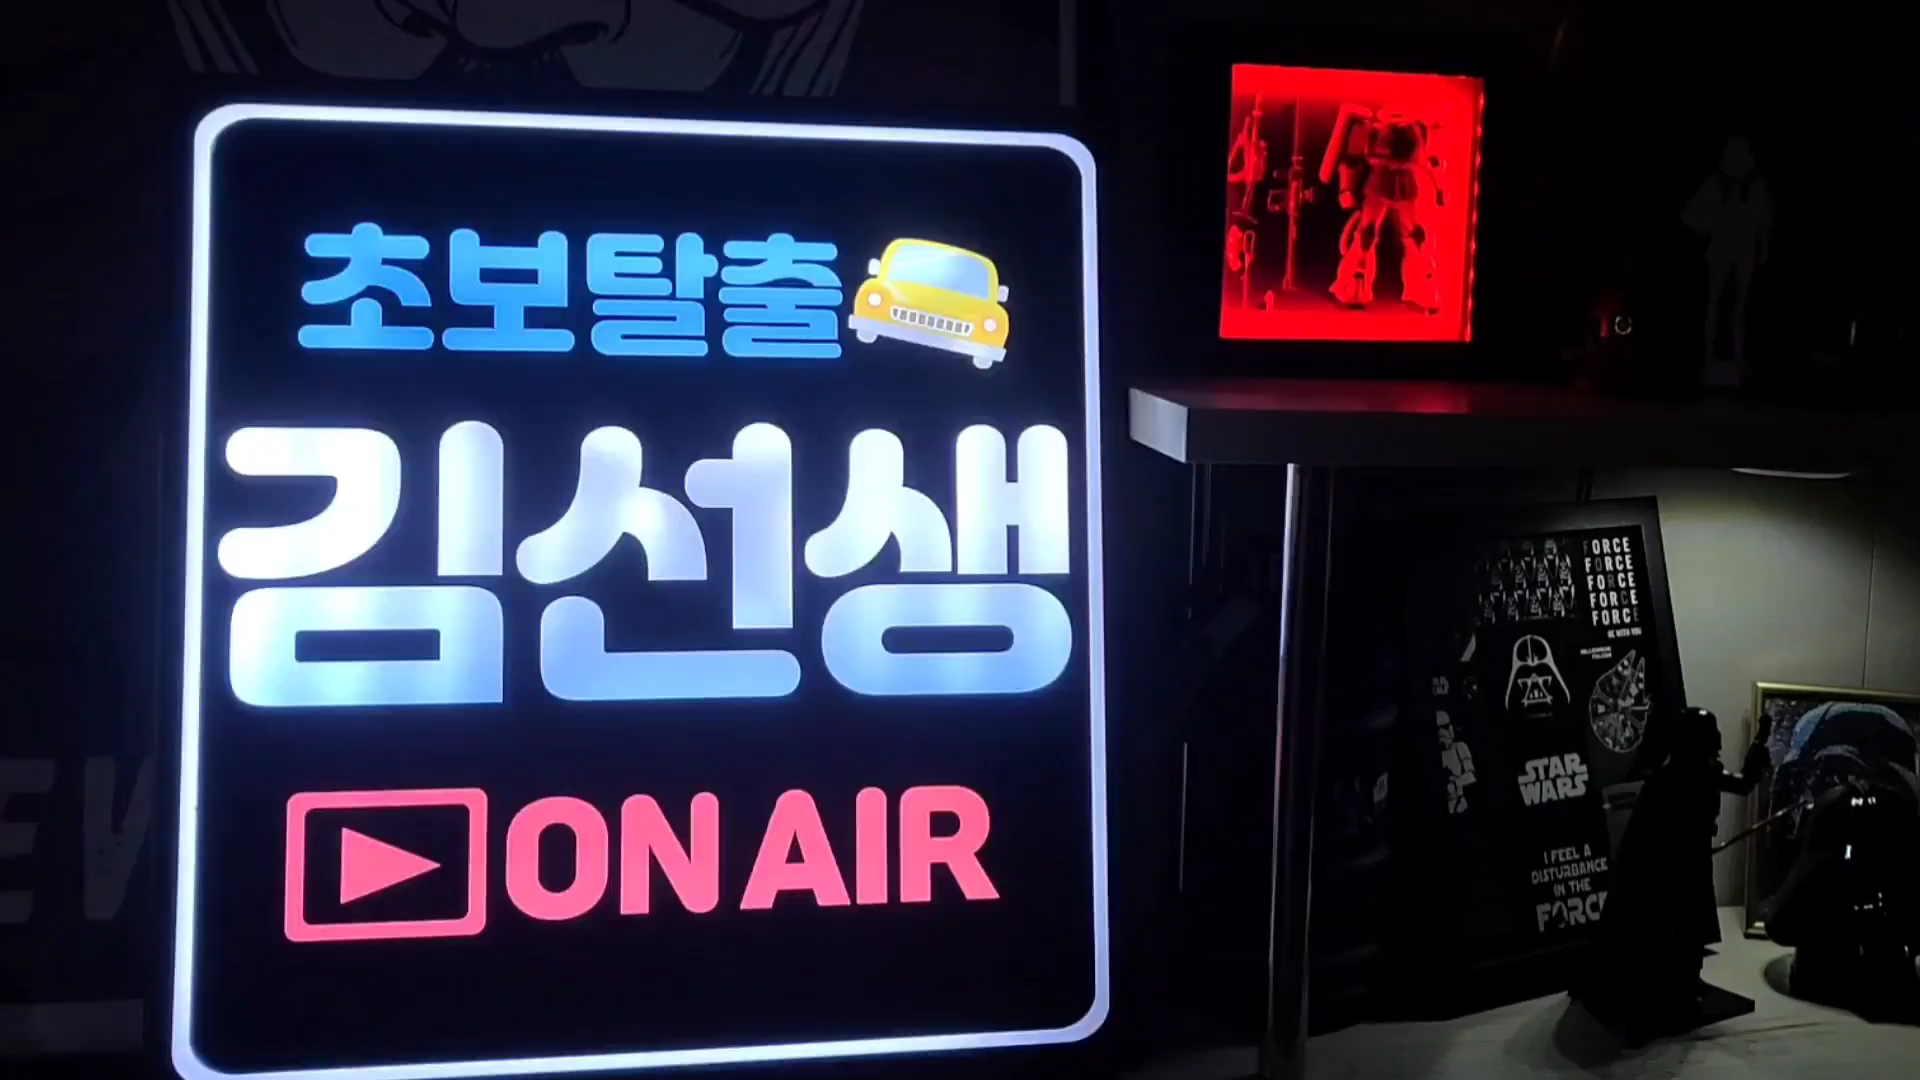 초보탈출
김선생
ON AIR
FORCE
FORCE
FORCE
FORCE
FORCE
BE WITH YOU
STAR
WARS
I FEEL A
DISTURBANCE
IN THE
FORCE